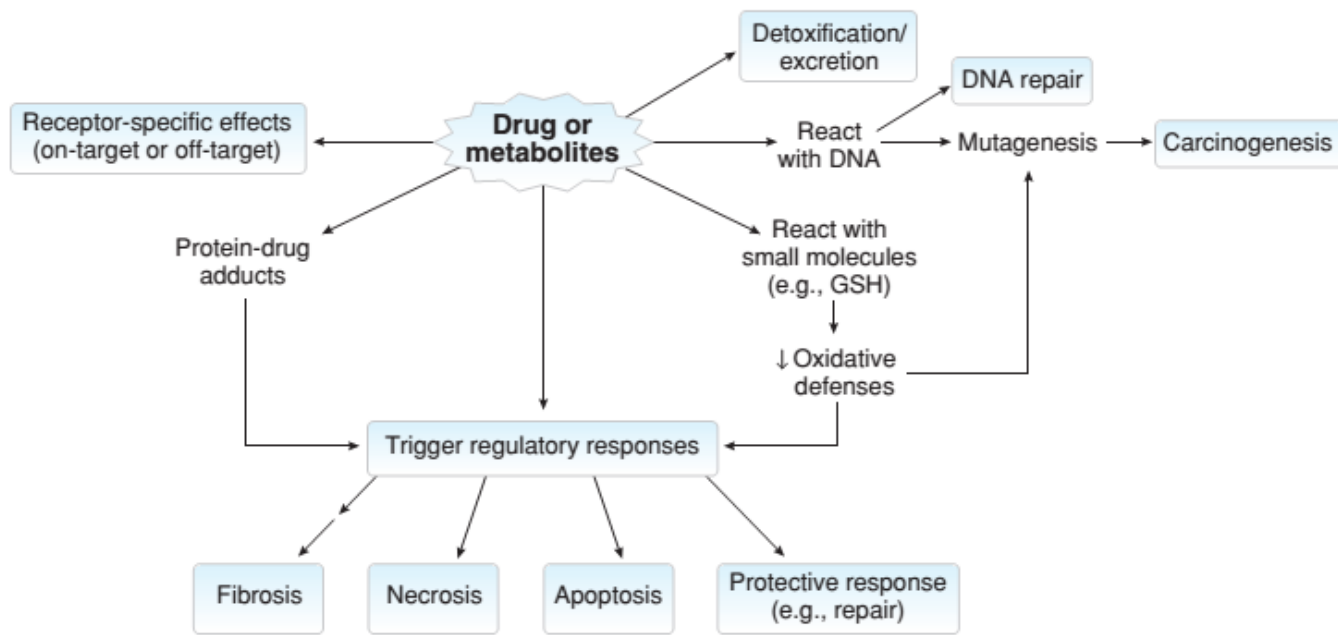 Detoxification/
excretion
DNA repair
Receptor-specific effects
(on-target or off-target)
Drug or
metabolites
React
with DNA
Mutagenesis
Carcinogenesis
Protein-drug
adducts
React with
small molecules
(e.g., GSH)
↓Oxidative
defenses
Trigger regulatory responses
Fibrosis
Necrosis
Apoptosis
Protective response
(e.g., repair)